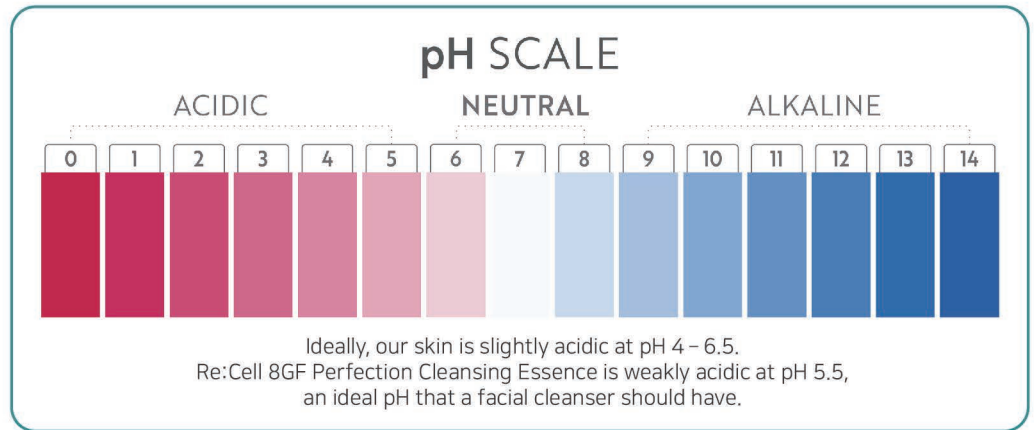 pH SCALE
ACIDIC NEUTRAL ALKALINE
0 1 2 3 4 5 6 7 8 9 10 11 12 13 14
Ideally, our skin is slightly acidic at pH 4 – 6.5.
Re:Cell 8GF Perfection Cleansing Essence is weakly acidic at pH 5.5,
an ideal pH that a facial cleanser should have.